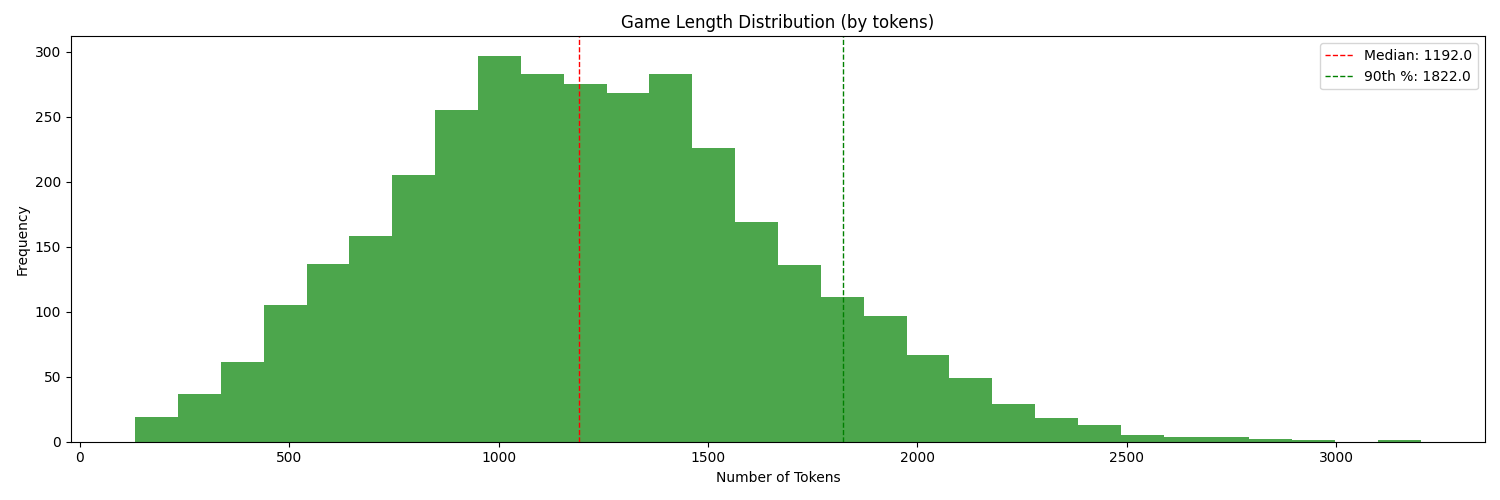 Game Length Distribution (by tokens)
Median: 1192.0
90th %: 1822.0
Frequency
300
250
200
150
100
50
0
0 500 1000 1500 2000 2500 3000
Number of Tokens